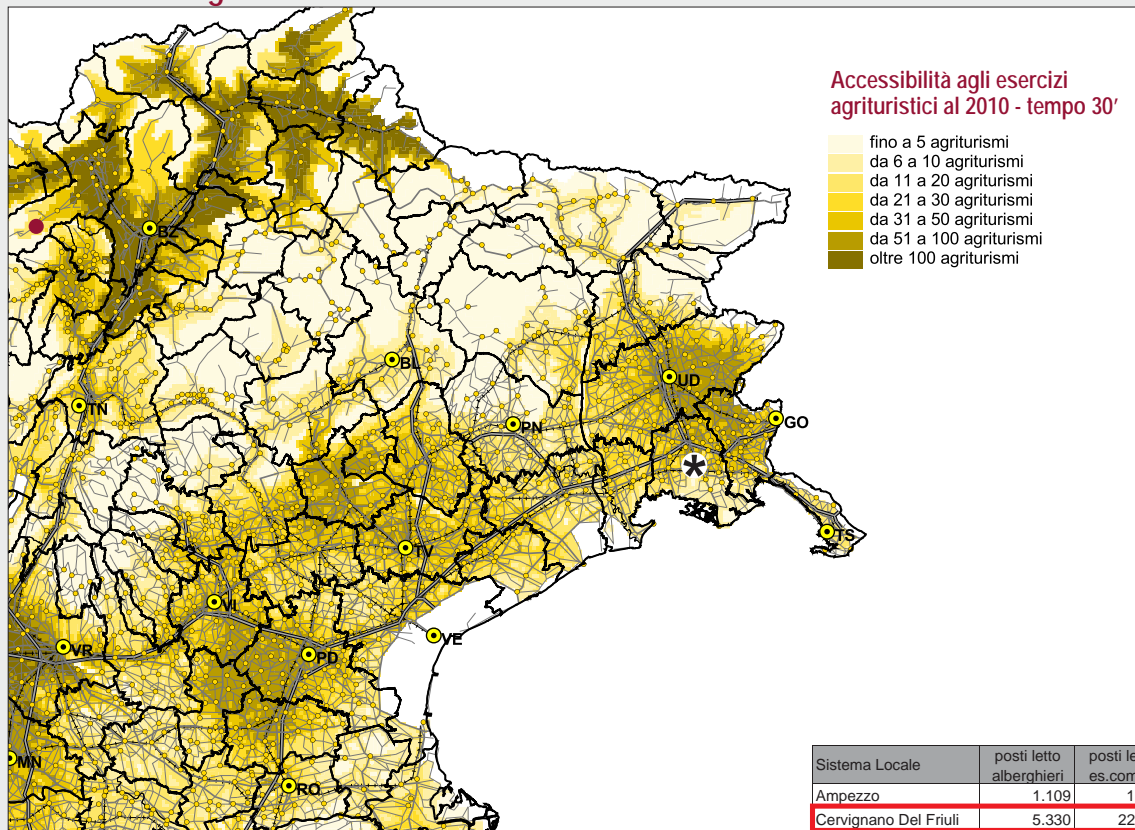 Accessibilità agli esercizi
agrituristici al 2010 - tempo 30'
fino a 5 agriturismi
da 6 a 10 agriturismi
da 11 a 20 agriturismi
da 21 a 30 agriturismi
da 31 a 50 agriturismi
da 51 a 100 agriturismi
oltre 100 agriturismi
BZ
BL
UD
TN
PN
GO
*
TV
TS
VI
VE
VR
PD
MN
RO
Sistema Locale posti letto alberghieri
Ampezzo 1.109
Cervignano Del Friuli 5.330